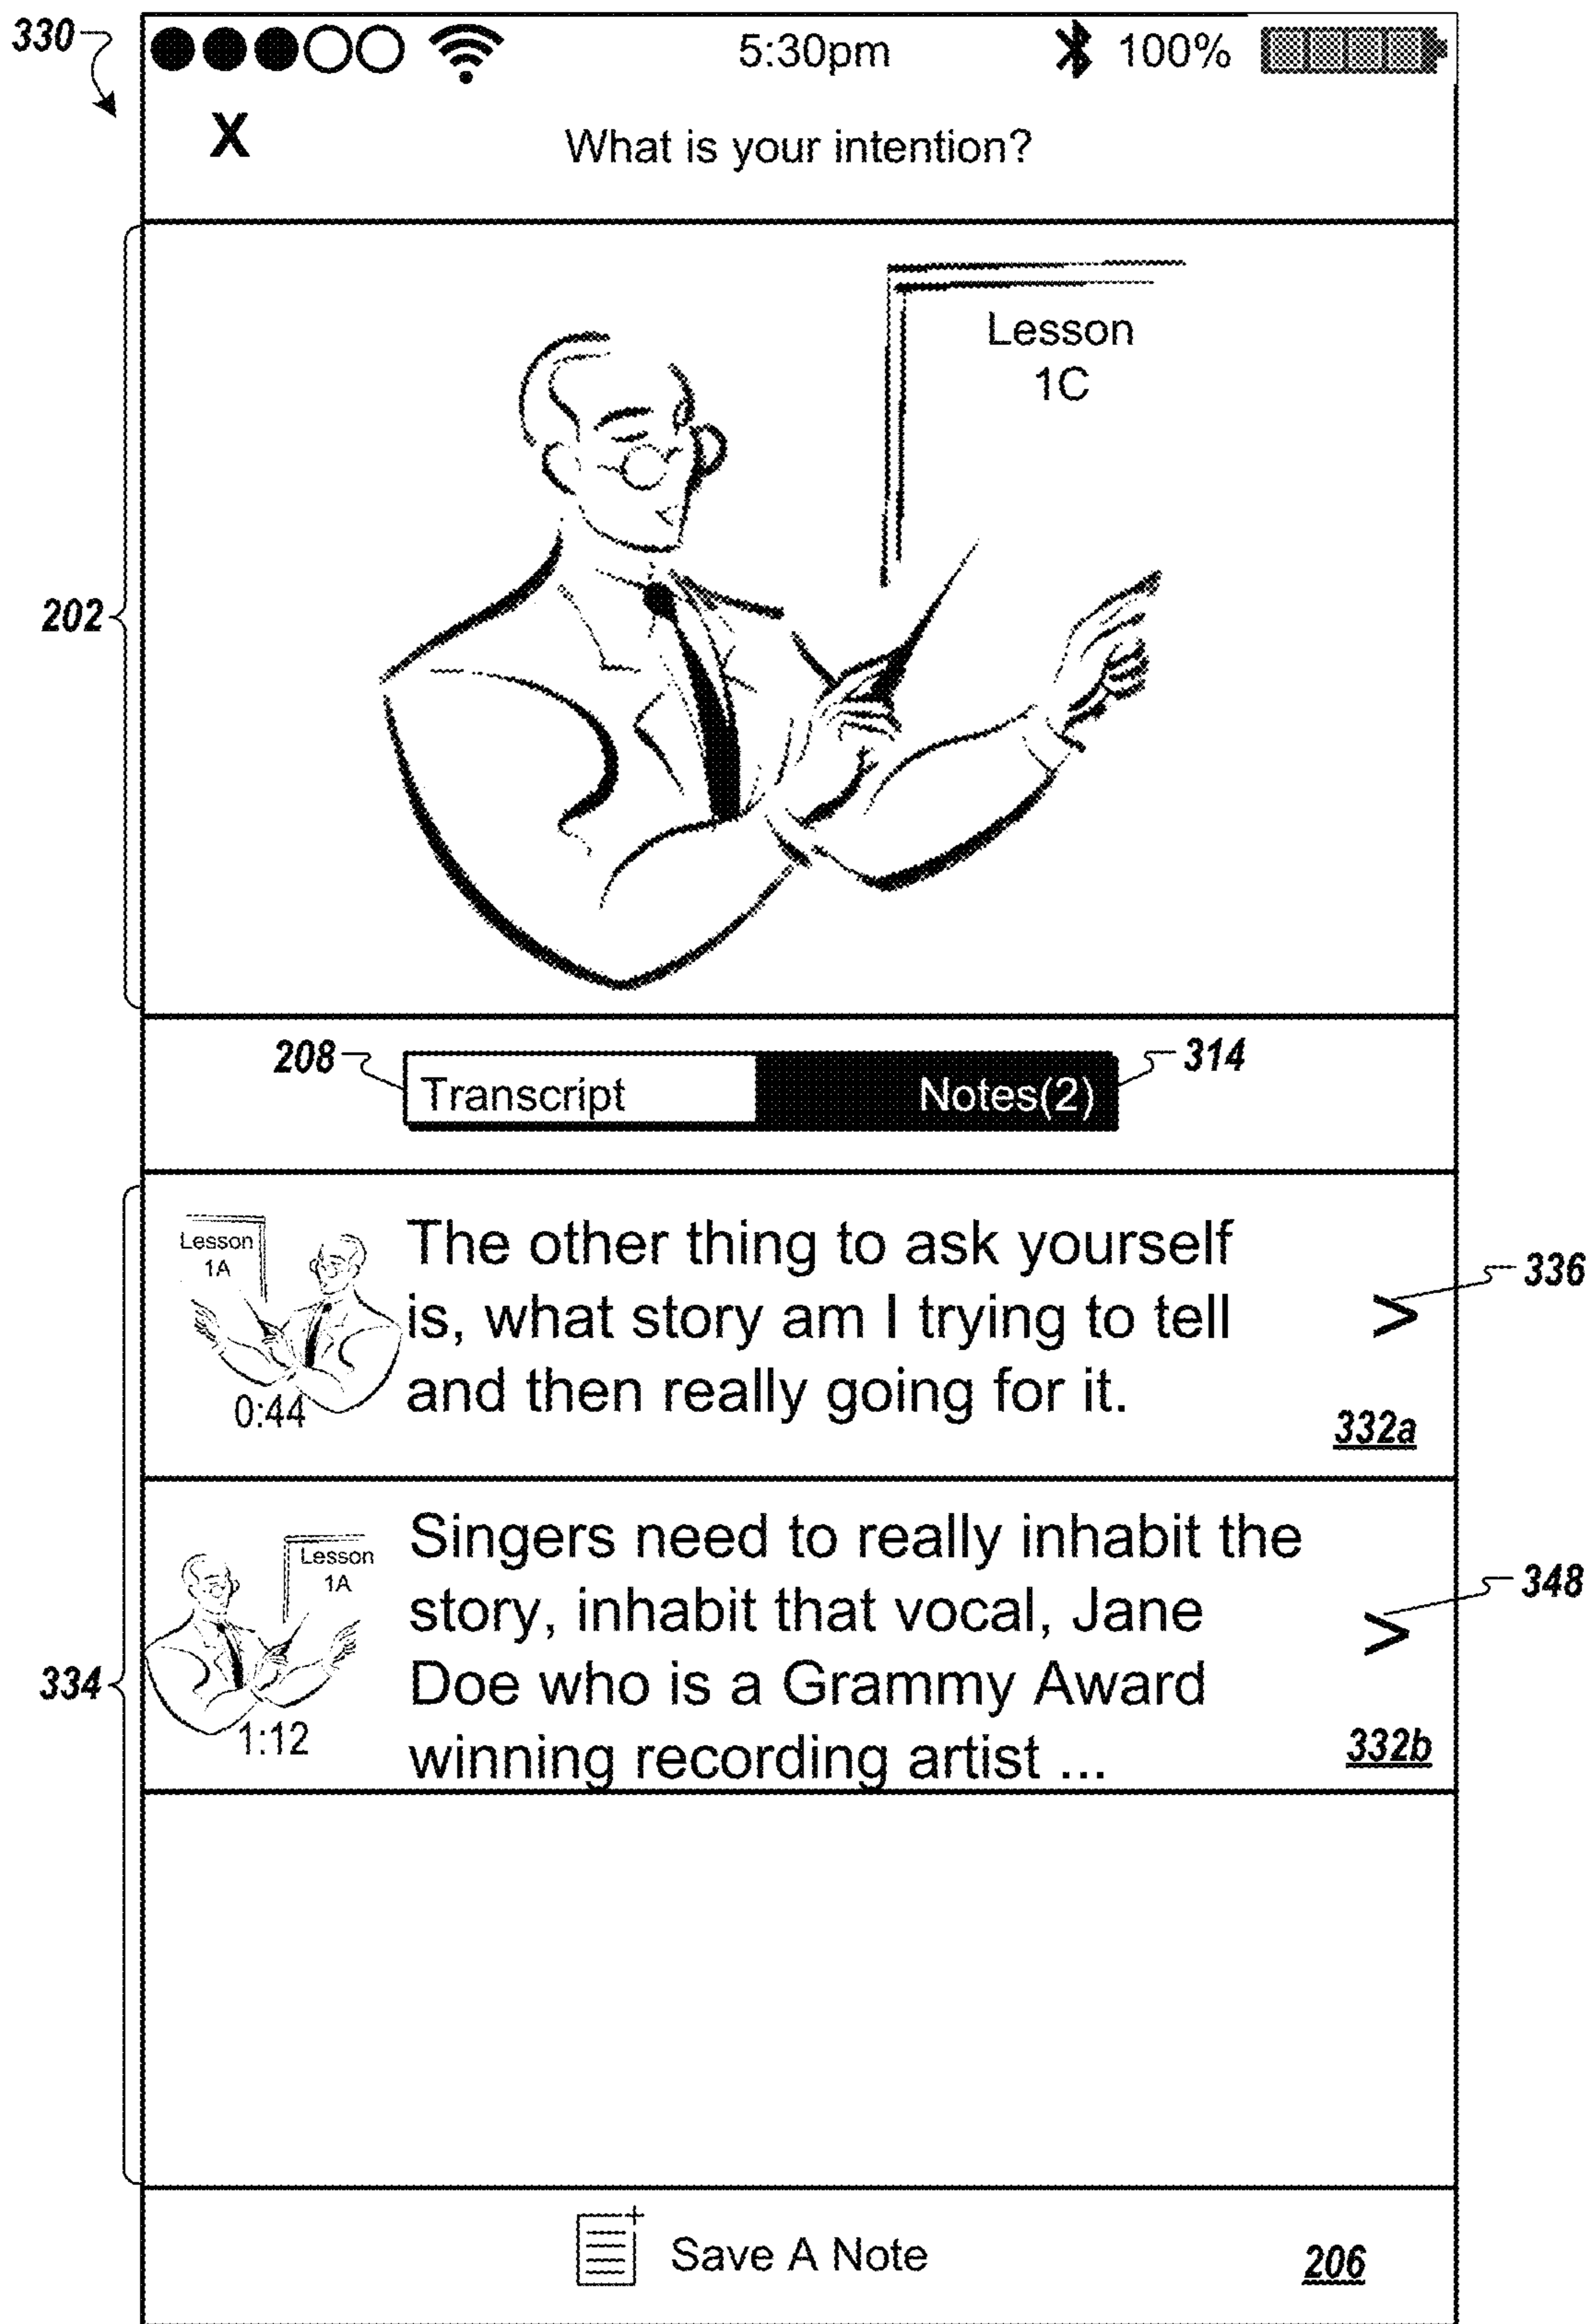 330
5:30pm
100%
X
What is your intention?
Lesson
1C
202
208
Transcript
Notes(2)
314
Lesson
1A
0:44
The other thing to ask yourself
is, what story am I trying to tell
and then really going for it.
>
336
332a
334
Lesson
1A
1:12
Singers need to really inhabit the
story, inhabit that vocal, Jane
Doe who is a Grammy Award
winning recording artist ...
>
348
332b
Save A Note
206